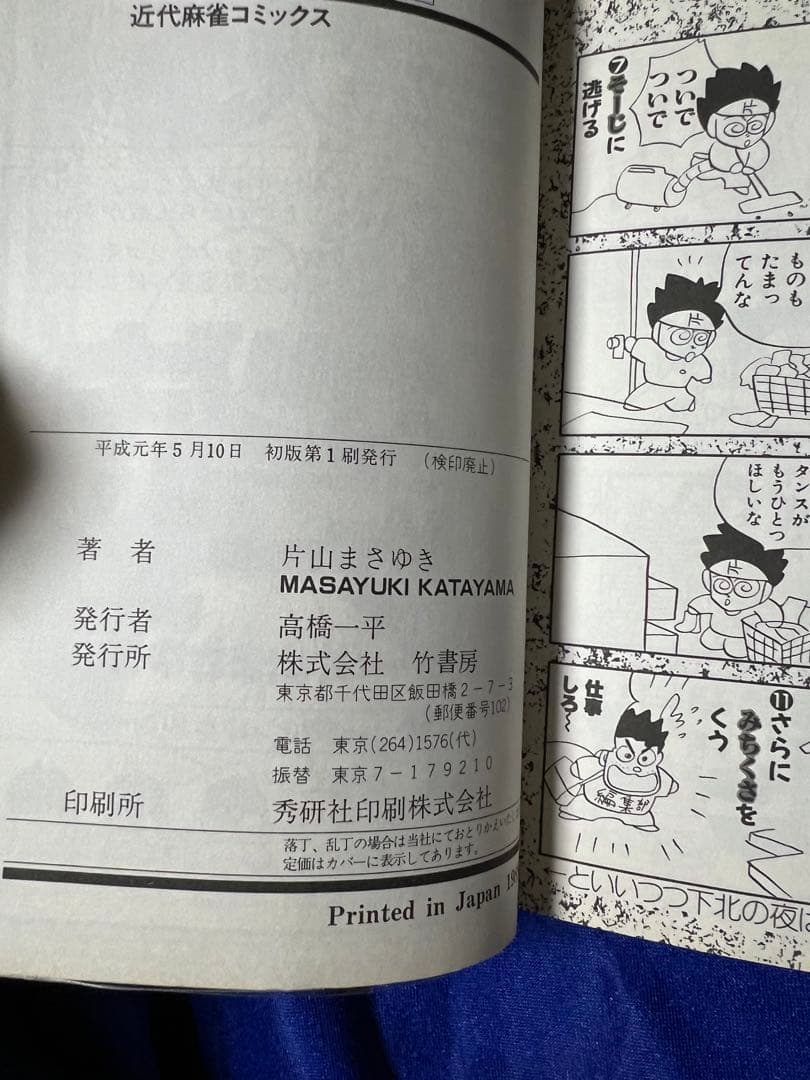 近代麻雀コミックス
平成元年5月10日 初版第1刷発行 (検印廃止)
著者 片山まさゆき
MASAYUKI KATAYAMA
発行者 高橋一平
発行所 株式会社 竹書房
東京都千代田区飯田橋2-7-3
(郵便番号102)
電話 東京(264)1576(代)
振替 東京7-179210
印刷所 秀研社印刷株式会社
落丁、乱丁の場合は当社にておとりかえいたし
定価はカバーに表示してあります。
Printed in Japan 19
❼そーじに
逃げる
ついで
ついで
片
ものも
たまっ
てんな
片
タンスが
もうひとつ
ほしいな
⓫さらに
みちくさを
くう
仕事
しろ〜
編集部
←といいつつ下北の夜は